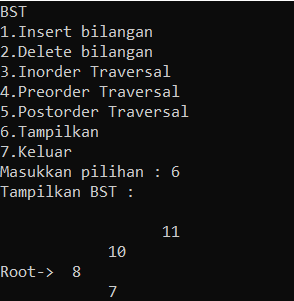 BST
1.Insert bilangan
2.Delete bilangan
3.Inorder Traversal
4.Preorder Traversal
5.Postorder Traversal
6.Tampilkan
7.Keluar
Masukkan pilihan : 6
Tampilkan BST :
11
10
Root->  8
7